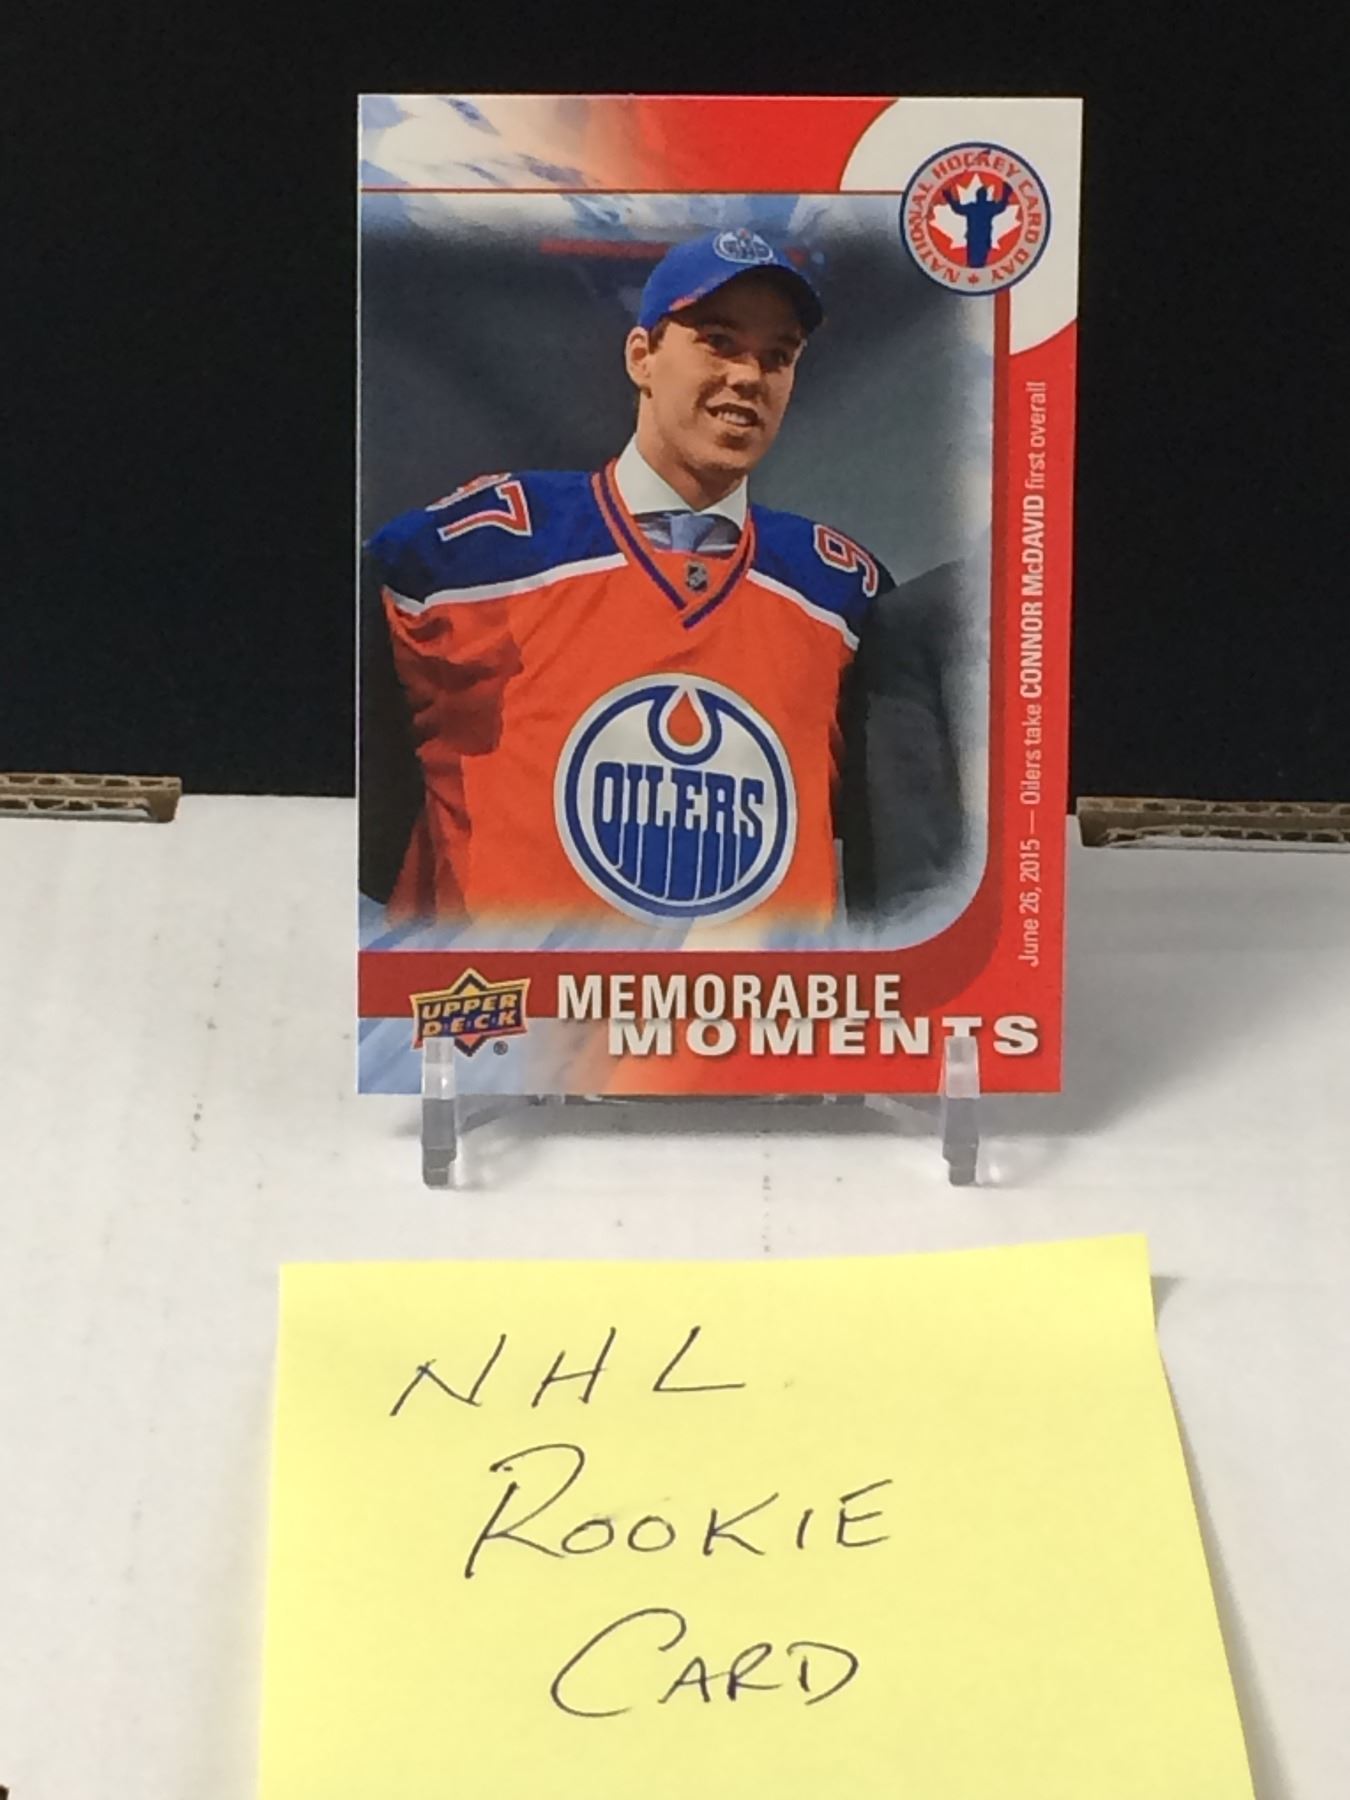 NATIONAL HOCKEY CARD DAY
97
9
OILERS
June 26, 2015 — Oilers take CONNOR McDAVID first overall
UPPER
DECK
®
MEMORABLE
MOMENTS
NHL
ROOKIE
CARD